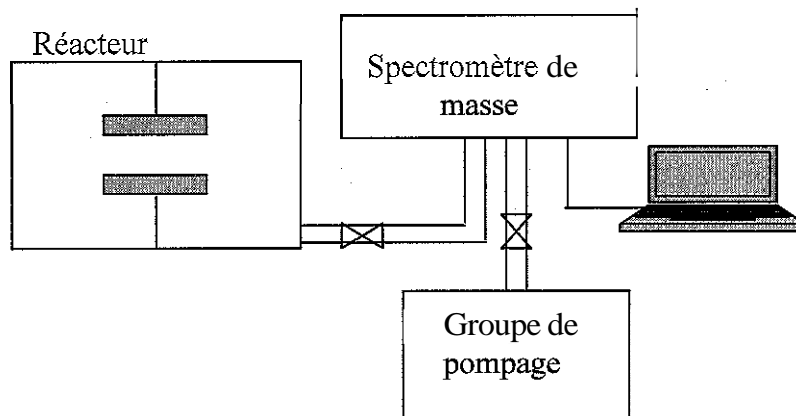 Réacteur
Spectromètre de
masse
Groupe de
pompage